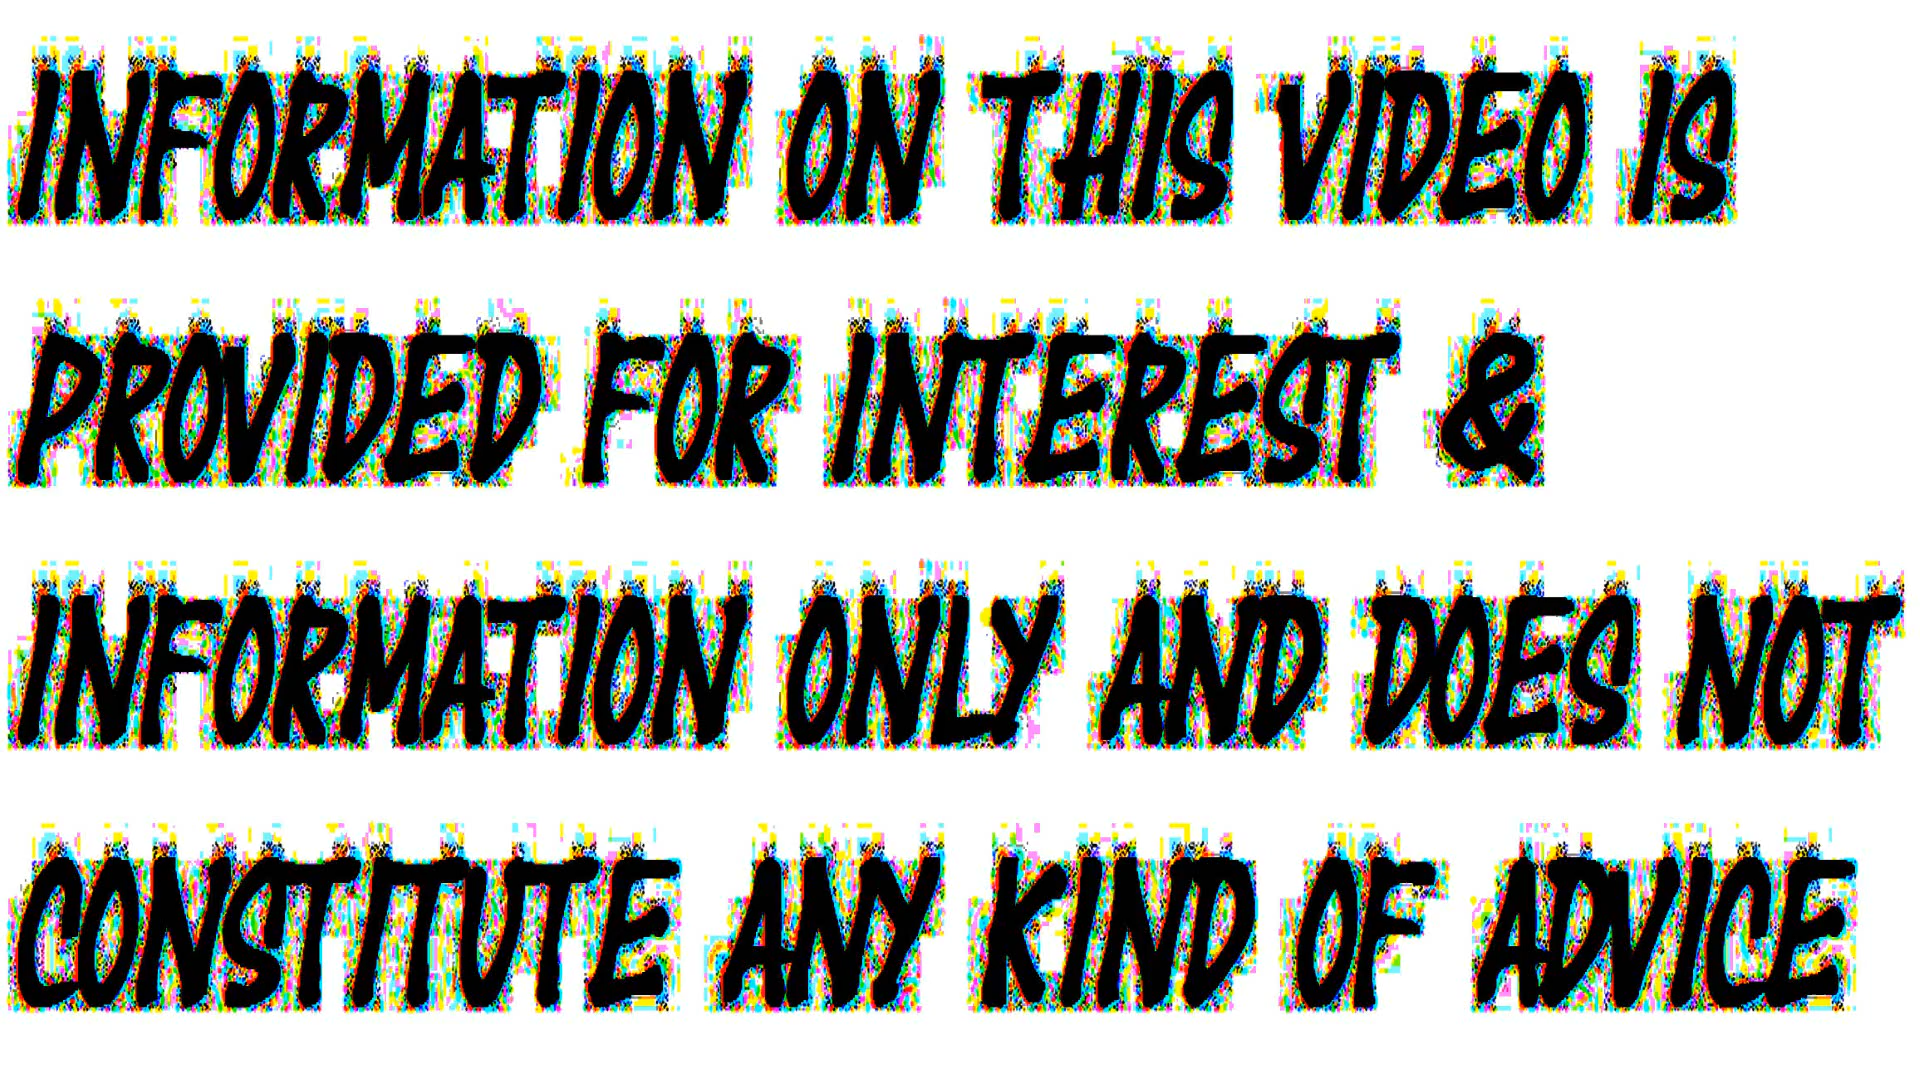 INFORMATION ON THIS VIDEO IS
PROVIDED FOR INTEREST &
INFORMATION ONLY AND DOES NOT
CONSTITUTE ANY KIND OF ADVICE